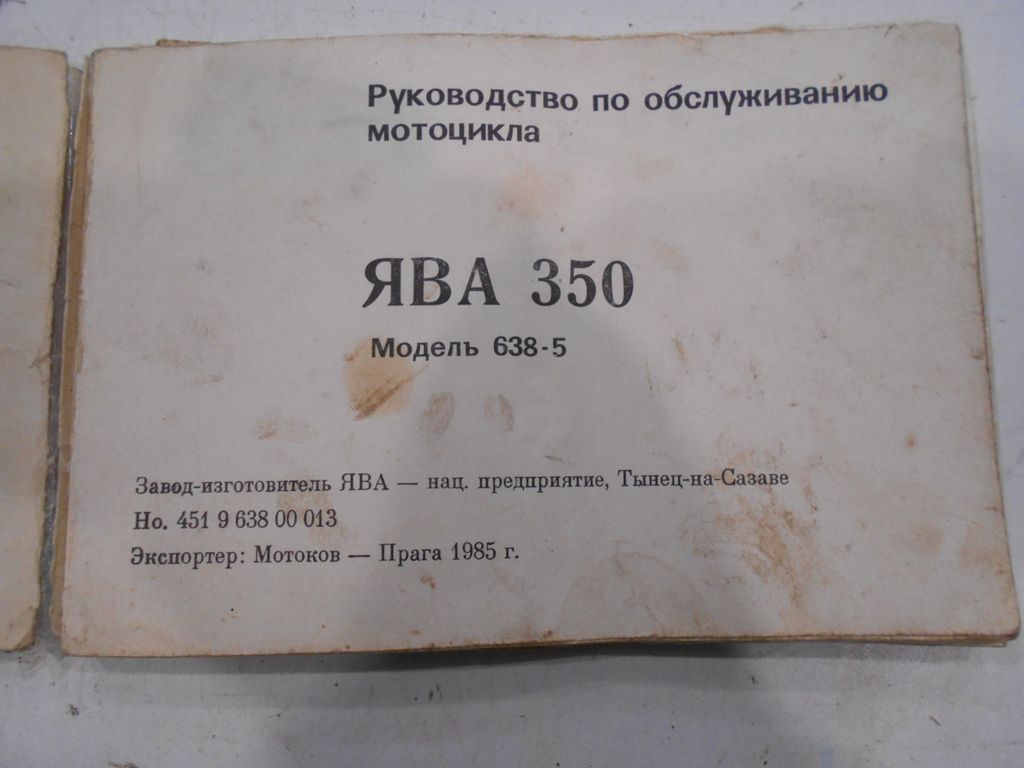 Руководство по обслуживанию
мотоцикла
ЯВА 350
Модель 638-5
Завод-изготовитель ЯВА — нац. предприятие, Тынец-на-Сазаве
Но. 451 9 638 00 013
Экспортер: Мотоков — Прага 1985 г.